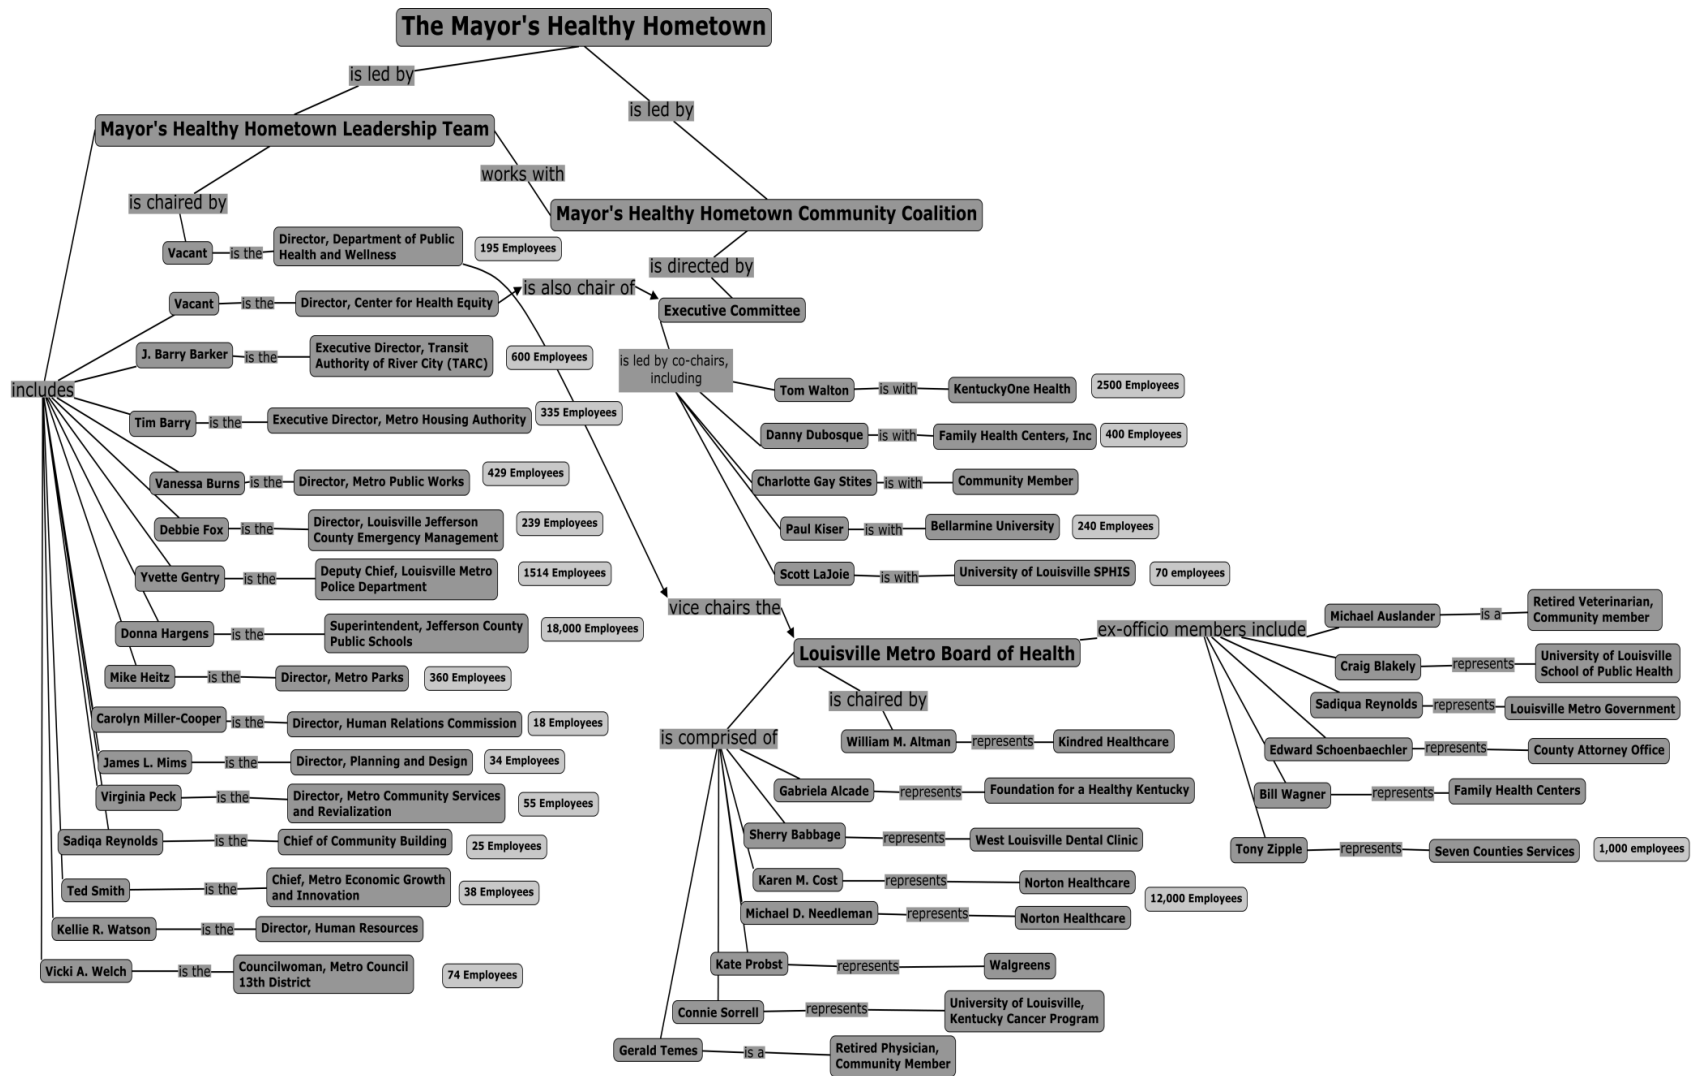 The Mayor's Healthy Hometown
is led by
is led by
Mayor's Healthy Hometown Leadership Team
works with
is chaired by
Mayor's Healthy Hometown Community Coalition
Vacant
is the
Director, Department of Public
Health and Wellness
195 Employees
is directed by
Vacant
is the
Director, Center for Health Equity
is also chair of
Executive Committee
includes
J. Barry Barker
is the
Executive Director, Transit
Authority of River City (TARC)
600 Employees
Tim Barry
is the
Executive Director, Metro Housing Authority
335 Employees
Vanessa Burns
is the
Director, Metro Public Works
429 Employees
Debbie Fox
is the
Director, Louisville Jefferson
County Emergency Management
239 Employees
Yvette Gentry
is the
Deputy Chief, Louisville Metro
Police Department
1514 Employees
Donna Hargens
is the
Superintendent, Jefferson County
Public Schools
18,000 Employees
Mike Heitz
is the
Director, Metro Parks
360 Employees
Carolyn Miller-Cooper
is the
Director, Human Relations Commission
18 Employees
James L. Mims
is the
Director, Planning and Design
34 Employees
Virginia Peck
is the
Director, Metro Community Services
and Revialization
55 Employees
Sadiqa Reynolds
is the
Chief of Community Building
25 Employees
Ted Smith
is the
Chief, Metro Economic Growth
and Innovation
38 Employees
Kellie R. Watson
is the
Director, Human Resources
Vicki A. Welch
is the
Councilwoman, Metro Council
13th District
74 Employees
is led by co-chairs,
including
Tom Walton
is with
KentuckyOne Health
2500 Employees
Danny Dubosque
is with
Family Health Centers, Inc
400 Employees
Charlotte Gay Stites
is with
Community Member
Paul Kiser
is with
Bellarmine University
240 Employees
Scott LaJoie
is with
University of Louisville SPHIS
70 employees
vice chairs the
Louisville Metro Board of Health
is chaired by
William M. Altman
represents
Kindred Healthcare
is comprised of
Gabriela Alcade
represents
Foundation for a Healthy Kentucky
Sherry Babbage
represents
West Louisville Dental Clinic
Karen M. Cost
represents
Norton Healthcare
12,000 Employees
Michael D. Needleman
represents
Norton Healthcare
Kate Probst
represents
Walgreens
Connie Sorrell
represents
University of Louisville,
Kentucky Cancer Program
Gerald Temes
is a
Retired Physician,
Community Member
ex-officio members include
Michael Auslander
is a
Retired Veterinarian,
Community member
Craig Blakely
represents
University of Louisville
School of Public Health
Sadiqua Reynolds
represents
Louisville Metro Government
Edward Schoenbaechler
represents
County Attorney Office
Bill Wagner
represents
Family Health Centers
Tony Zipple
represents
Seven Counties Services
1,000 employees